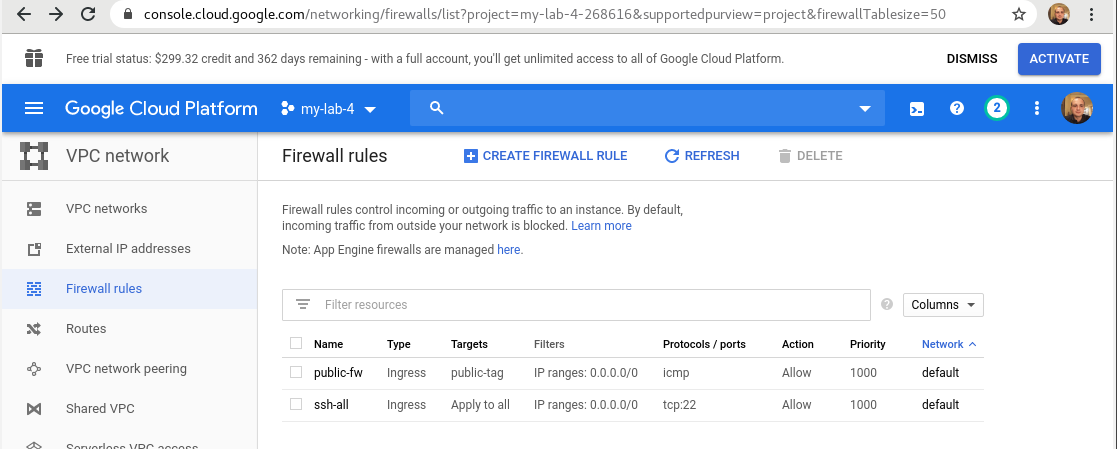 console.cloud.google.com/networking/firewalls/list?project=my-lab-4-268616&supportedpurview=project&firewallTablesize=50
Free trial status: $299.32 credit and 362 days remaining - with a full account, you'll get unlimited access to all of Google Cloud Platform.
DISMISS
ACTIVATE
Google Cloud Platform
my-lab-4
2
VPC network
Firewall rules
CREATE FIREWALL RULE
REFRESH
DELETE
VPC networks
External IP addresses
Firewall rules
Routes
VPC network peering
Shared VPC
Serverless VPC access
Firewall rules control incoming or outgoing traffic to an instance. By default,
incoming traffic from outside your network is blocked. Learn more
Note: App Engine firewalls are managed here.
Filter resources
Columns
Name Type Targets Filters Protocols / ports Action Priority Network
public-fw Ingress public-tag IP ranges: 0.0.0.0/0 icmp Allow 1000 default
ssh-all Ingress Apply to all IP ranges: 0.0.0.0/0 tcp:22 Allow 1000 default